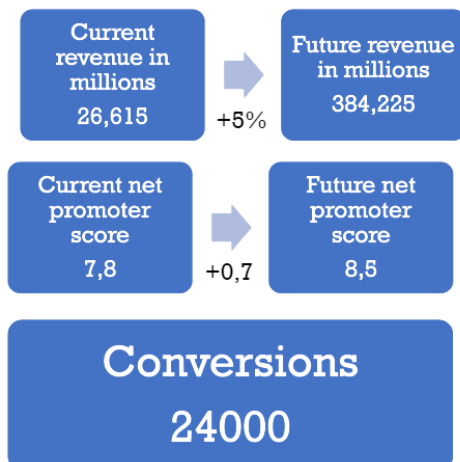 Current
revenue in
millions
26,615
+5%
Future revenue
in millions
384,225
Current net
promoter
score
7,8
+0,7
Future net
promoter
score
8,5
Conversions
24000